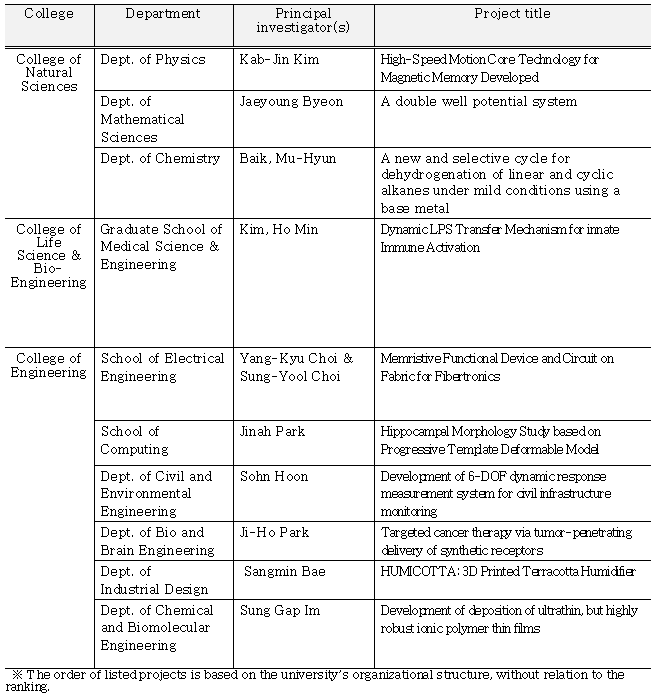 College Department Principal investigator(s) Project title
College of Natural Sciences
Dept. of Physics
Kab-Jin Kim
High-Speed Motion Core Technology for
Magnetic Memory Developed
Dept. of
Mathematical
Sciences
Jaeyoung Byeon
A double well potential system
Dept. of Chemistry
Baik, Mu-Hyun
A new and selective cycle for
dehydrogenation of linear and cyclic
alkanes under mild conditions using a
base metal
College of
Life
Science &
Bio-
Engineering
Graduate School of
Medical Science &
Engineering
Kim, Ho Min
Dynamic LPS Transfer Mechanism for innate
Immune Activation
College of
Engineering
School of Electrical
Engineering
Yang-Kyu Choi &
Sung-Yool Choi
Memristive Functional Device and Circuit on
Fabric for Fibertronics
School of
Computing
Jinah Park
Hippocampal Morphology Study based on
Progressive Template Deformable Model
Dept. of Civil and
Environmental
Engineering
Sohn Hoon
Development of 6-DOF dynamic response
measurement system for civil infrastructure
monitoring
Dept. of Bio and
Brain Engineering
Ji-Ho Park
Targeted cancer therapy via tumor-penetrating
delivery of synthetic receptors
Dept. of
Industrial Design
Sangmin Bae
HUMICOTTA: 3D Printed Terracotta Humidifier
Dept. of Chemical
and Biomolecular
Engineering
Sung Gap Im
Development of deposition of ultrathin, but highly
robust ionic polymer thin films
※ The order of listed projects is based on the university's organizational structure, without relation to the
ranking.